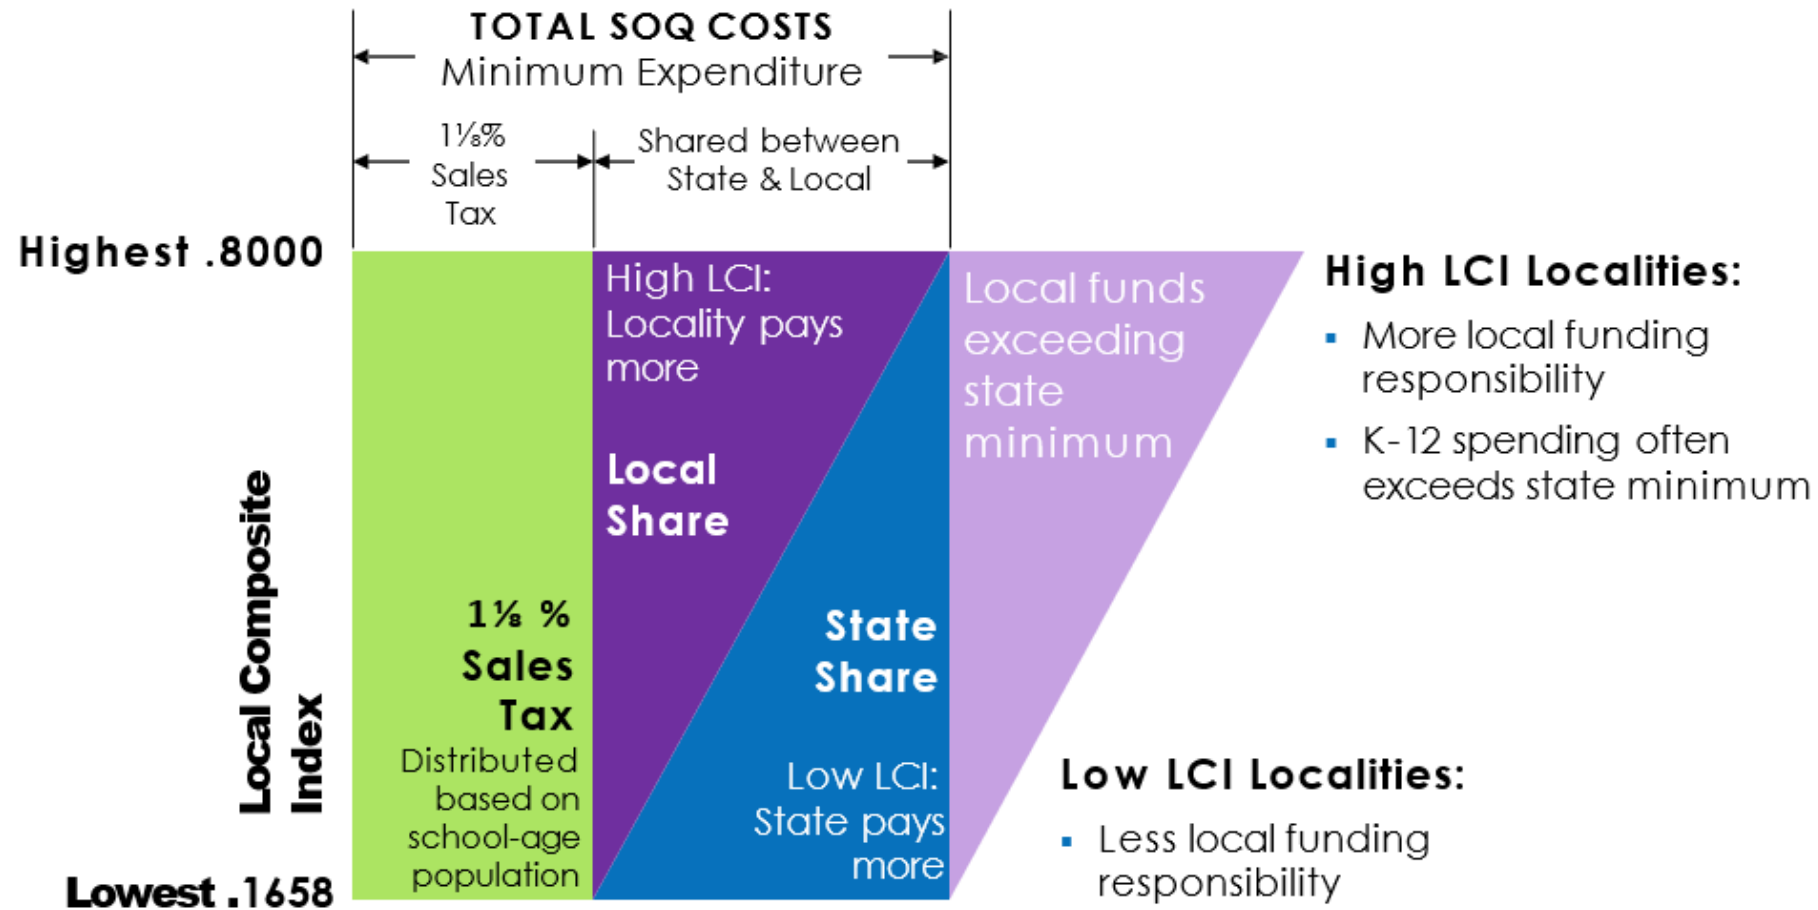 TOTAL SOQ COSTS
Minimum Expenditure
1⅛%
Sales
Tax
Shared between
State & Local
Highest .8000
Local Composite
Index
Lowest .1658
1⅛ %
Sales
Tax
Distributed
based on
school-age
population
High LCI:
Locality pays
more
Local
Share
State
Share
Low LCI:
State pays
more
Local funds
exceeding
state
minimum
High LCI Localities:
▪ More local funding
responsibility
▪ K-12 spending often
exceeds state minimum
Low LCI Localities:
▪ Less local funding
responsibility